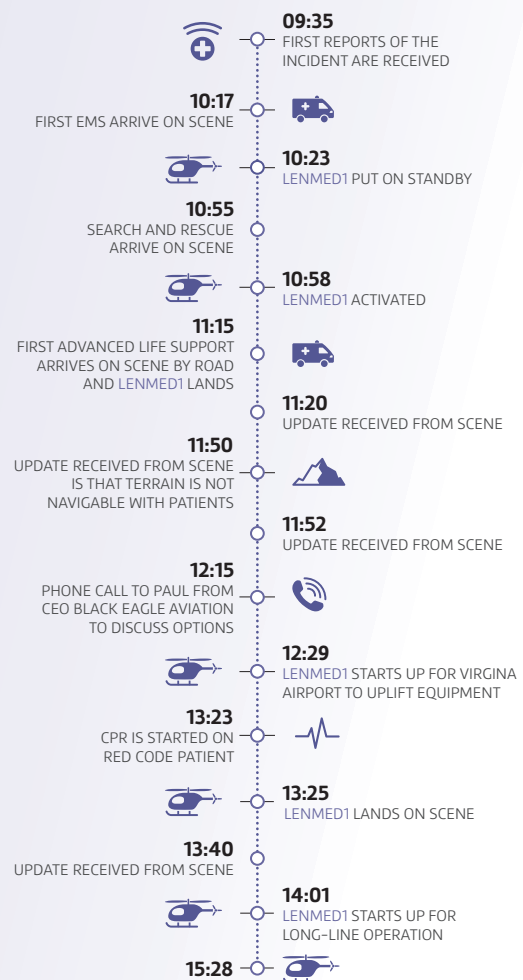 09:35
FIRST REPORTS OF THE
INCIDENT ARE RECEIVED
10:17
FIRST EMS ARRIVE ON SCENE
10:23
LENMED1 PUT ON STANDBY
10:55
SEARCH AND RESCUE
ARRIVE ON SCENE
10:58
LENMED1 ACTIVATED
11:15
FIRST ADVANCED LIFE SUPPORT
ARRIVES ON SCENE BY ROAD
AND LENMED1 LANDS
11:20
UPDATE RECEIVED FROM SCENE
11:50
UPDATE RECEIVED FROM SCENE
IS THAT TERRAIN IS NOT
NAVIGABLE WITH PATIENTS
11:52
UPDATE RECEIVED FROM SCENE
12:15
PHONE CALL TO PAUL FROM
CEO BLACK EAGLE AVIATION
TO DISCUSS OPTIONS
12:29
LENMED1 STARTS UP FOR VIRGINA
AIRPORT TO UPLIFT EQUIPMENT
13:23
CPR IS STARTED ON
RED CODE PATIENT
13:25
LENMED1 LANDS ON SCENE
13:40
UPDATE RECEIVED FROM SCENE
14:01
LENMED1 STARTS UP FOR
LONG-LINE OPERATION
15:28